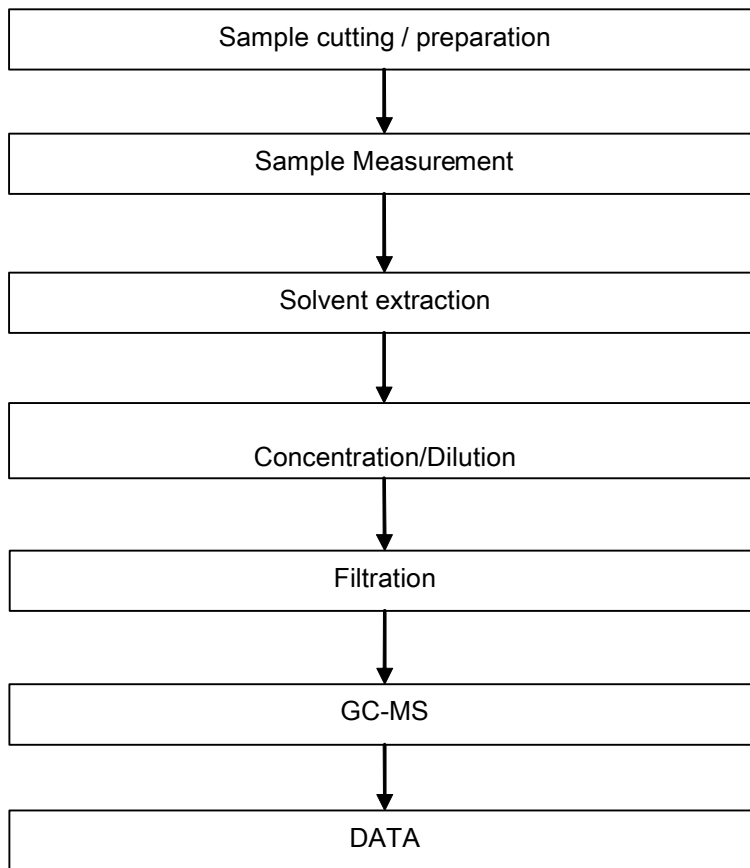 Sample cutting / preparation
Sample Measurement
Solvent extraction
Concentration/Dilution
Filtration
GC-MS
DATA